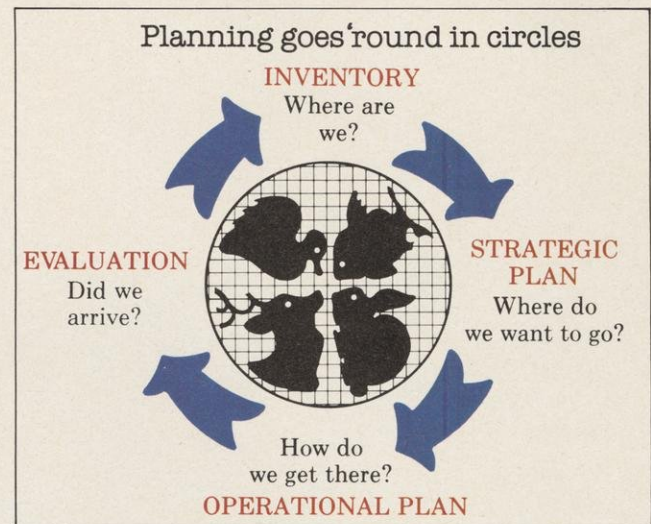 Planning goes 'round in circles
INVENTORY
Where are
we?
STRATEGIC
PLAN
Where do
we want to go?
How do
we get there?
OPERATIONAL PLAN
EVALUATION
Did we
arrive?